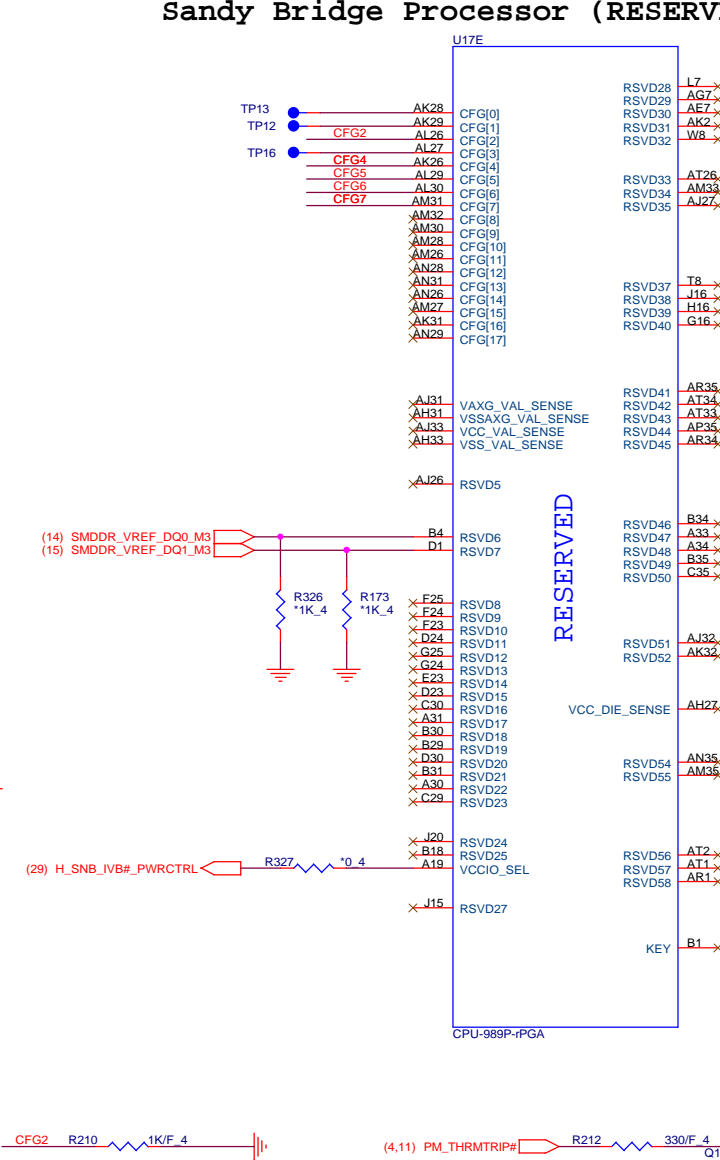 Sandy Bridge Processor (RESERV
U17E
TP13 AK28 CFG[0] RSVD28 L7
TP12 AK29 CFG[1] RSVD29 AG7
CFG2 AL26 CFG[2] RSVD30 AE7
TP16 AL27 CFG[3] RSVD31 AK2
CFG4 AK26 CFG[4] RSVD32 W8
CFG5 AL29 CFG[5] RSVD33 AT26
CFG6 AL30 CFG[6] RSVD34 AM33
CFG7 AM31 CFG[7] RSVD35 AJ27
AM32 CFG[8]
AM30 CFG[9]
AM28 CFG[10]
AM26 CFG[11]
AN28 CFG[12]
AN31 CFG[13] RSVD37 T8
AN26 CFG[14] RSVD38 J16
AM27 CFG[15] RSVD39 H16
AK31 CFG[16] RSVD40 G16
AN29 CFG[17]
RSVD41 AR35
AJ31 VAXG_VAL_SENSE RSVD42 AT34
AH31 VSSAXG_VAL_SENSE RSVD43 AT33
AJ33 VCC_VAL_SENSE RSVD44 AP35
AH33 VSS_VAL_SENSE RSVD45 AR34
AJ26 RSVD5
RESERVED
RSVD46 B34
(14) SMDDR_VREF_DQ0_M3 B4 RSVD6 RSVD47 A33
(15) SMDDR_VREF_DQ1_M3 D1 RSVD7 RSVD48 A34
RSVD49 B35
RSVD50 C35
R326 R173
*1K_4 *1K_4
F25 RSVD8
F24 RSVD9
F23 RSVD10
D24 RSVD11 RSVD51 AJ32
G25 RSVD12 RSVD52 AK32
G24 RSVD13
E23 RSVD14
D23 RSVD15
C30 RSVD16 VCC_DIE_SENSE AH27
A31 RSVD17
B30 RSVD18
B29 RSVD19
D30 RSVD20 RSVD54 AN35
B31 RSVD21 RSVD55 AM35
A30 RSVD22
C29 RSVD23
J20 RSVD24
B18 RSVD25 RSVD56 AT2
(29) H_SNB_IVB#_PWRCTRL R327 *0_4 A19 VCCIO_SEL RSVD57 AT1
RSVD58 AR1
J15 RSVD27
KEY B1
CPU-989P-rPGA
CFG2 R210 1K/F_4 (4,11) PM_THRMTRIP# R212 330/F_4
Q1